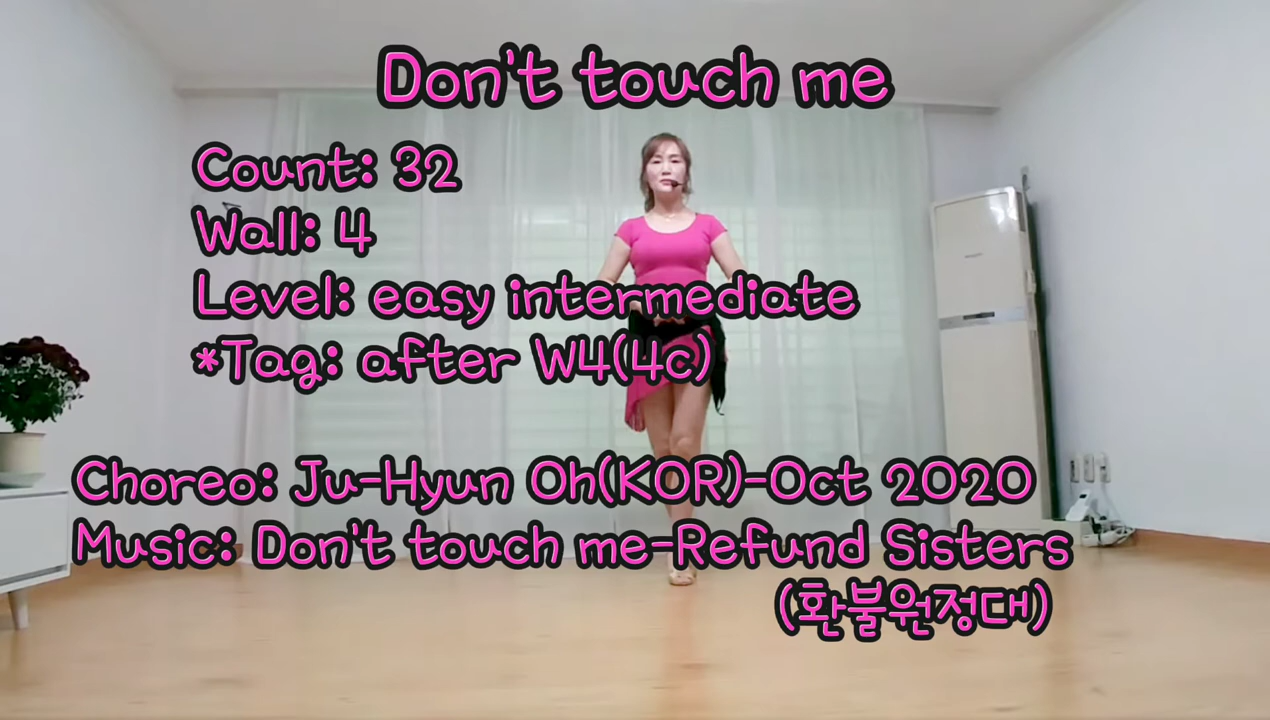 Don't touch me
Count: 32
Wall: 4
Level: easy intermediate
*Tag: after W4(4c)
Choreo: Ju-Hyun Oh(KOR)-Oct 2020
Music: Don't touch me-Refund Sisters
(환불원정대)